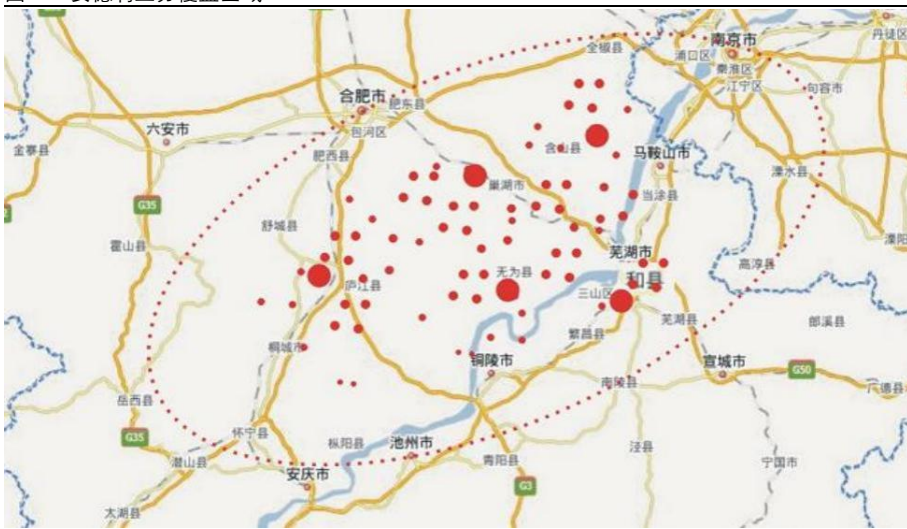 全椒县
南京市
丹徒区
浦口区
秦淮区
江宁区
句容市
合肥市
肥东县
六安市
包河区
金寨县
肥西县
含山县
马鞍山市
溧水县
巢湖市
当涂县
G35
舒城县
霍山县
芜湖市
溧阳
高淳县
无为县
和县
庐江县
三山区
芜湖县
郎溪县
繁昌县
桐城市
铜陵市
宣城市
G50
南陵县
广德县
岳西县
G35
怀宁县
枞阳县
池州市
泾县
潜山县
安庆市
青阳县
宁国市
G3
太湖县